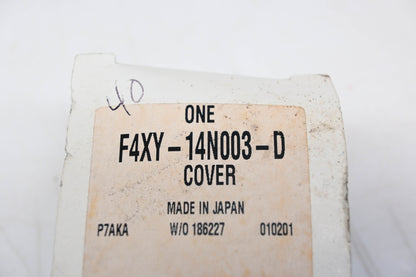 40
ONE
F4XY-14N003-D
COVER
MADE IN JAPAN
P7AKA W/O 186227 010201